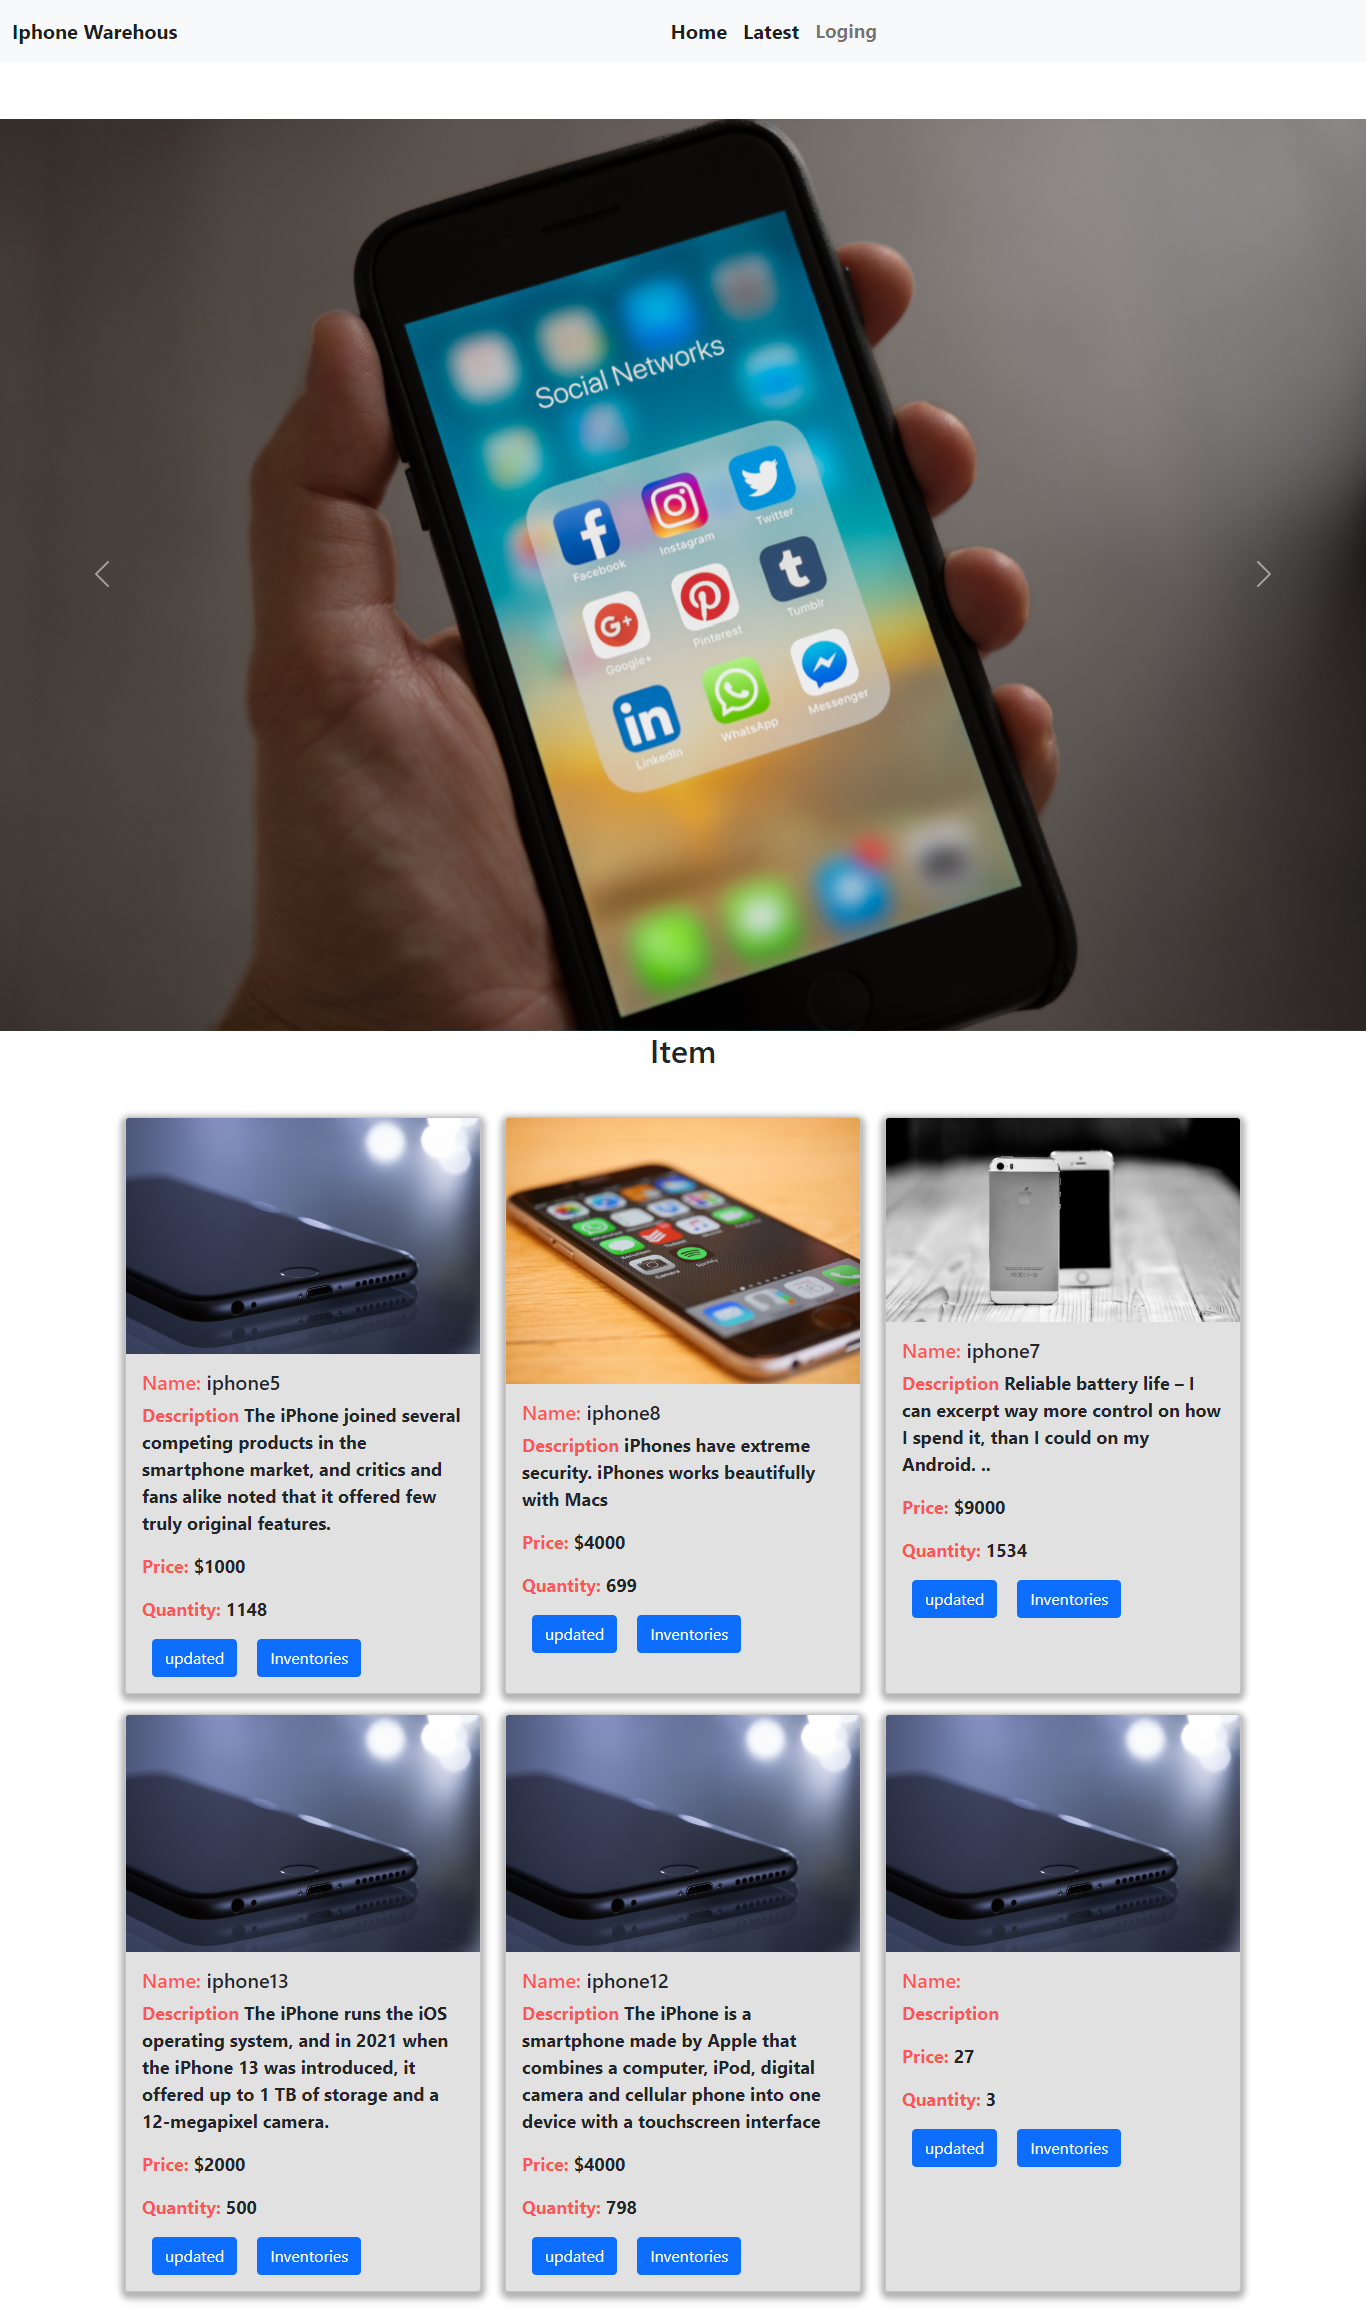 Iphone Warehous
Home Latest Loging
Social Networks
Facebook
Instagram
Twitter
Google+
Pinterest
Tumblr
LinkedIn
WhatsApp
Messenger
Item
Name: iphone5
Description The iPhone joined several
competing products in the
smartphone market, and critics and
fans alike noted that it offered few
truly original features.
Price: $1000
Quantity: 1148
updated Inventories
Camera
Spotify
Name: iphone8
Description iPhones have extreme
security. iPhones works beautifully
with Macs
Price: $4000
Quantity: 699
updated Inventories
Name: iphone7
Description Reliable battery life – I
can excerpt way more control on how
I spend it, than I could on my
Android. ..
Price: $9000
Quantity: 1534
updated Inventories
Name: iphone13
Description The iPhone runs the iOS
operating system, and in 2021 when
the iPhone 13 was introduced, it
offered up to 1 TB of storage and a
12-megapixel camera.
Price: $2000
Quantity: 500
updated Inventories
Name: iphone12
Description The iPhone is a
smartphone made by Apple that
combines a computer, iPod, digital
camera and cellular phone into one
device with a touchscreen interface
Price: $4000
Quantity: 798
updated Inventories
Name:
Description
Price: 27
Quantity: 3
updated Inventories